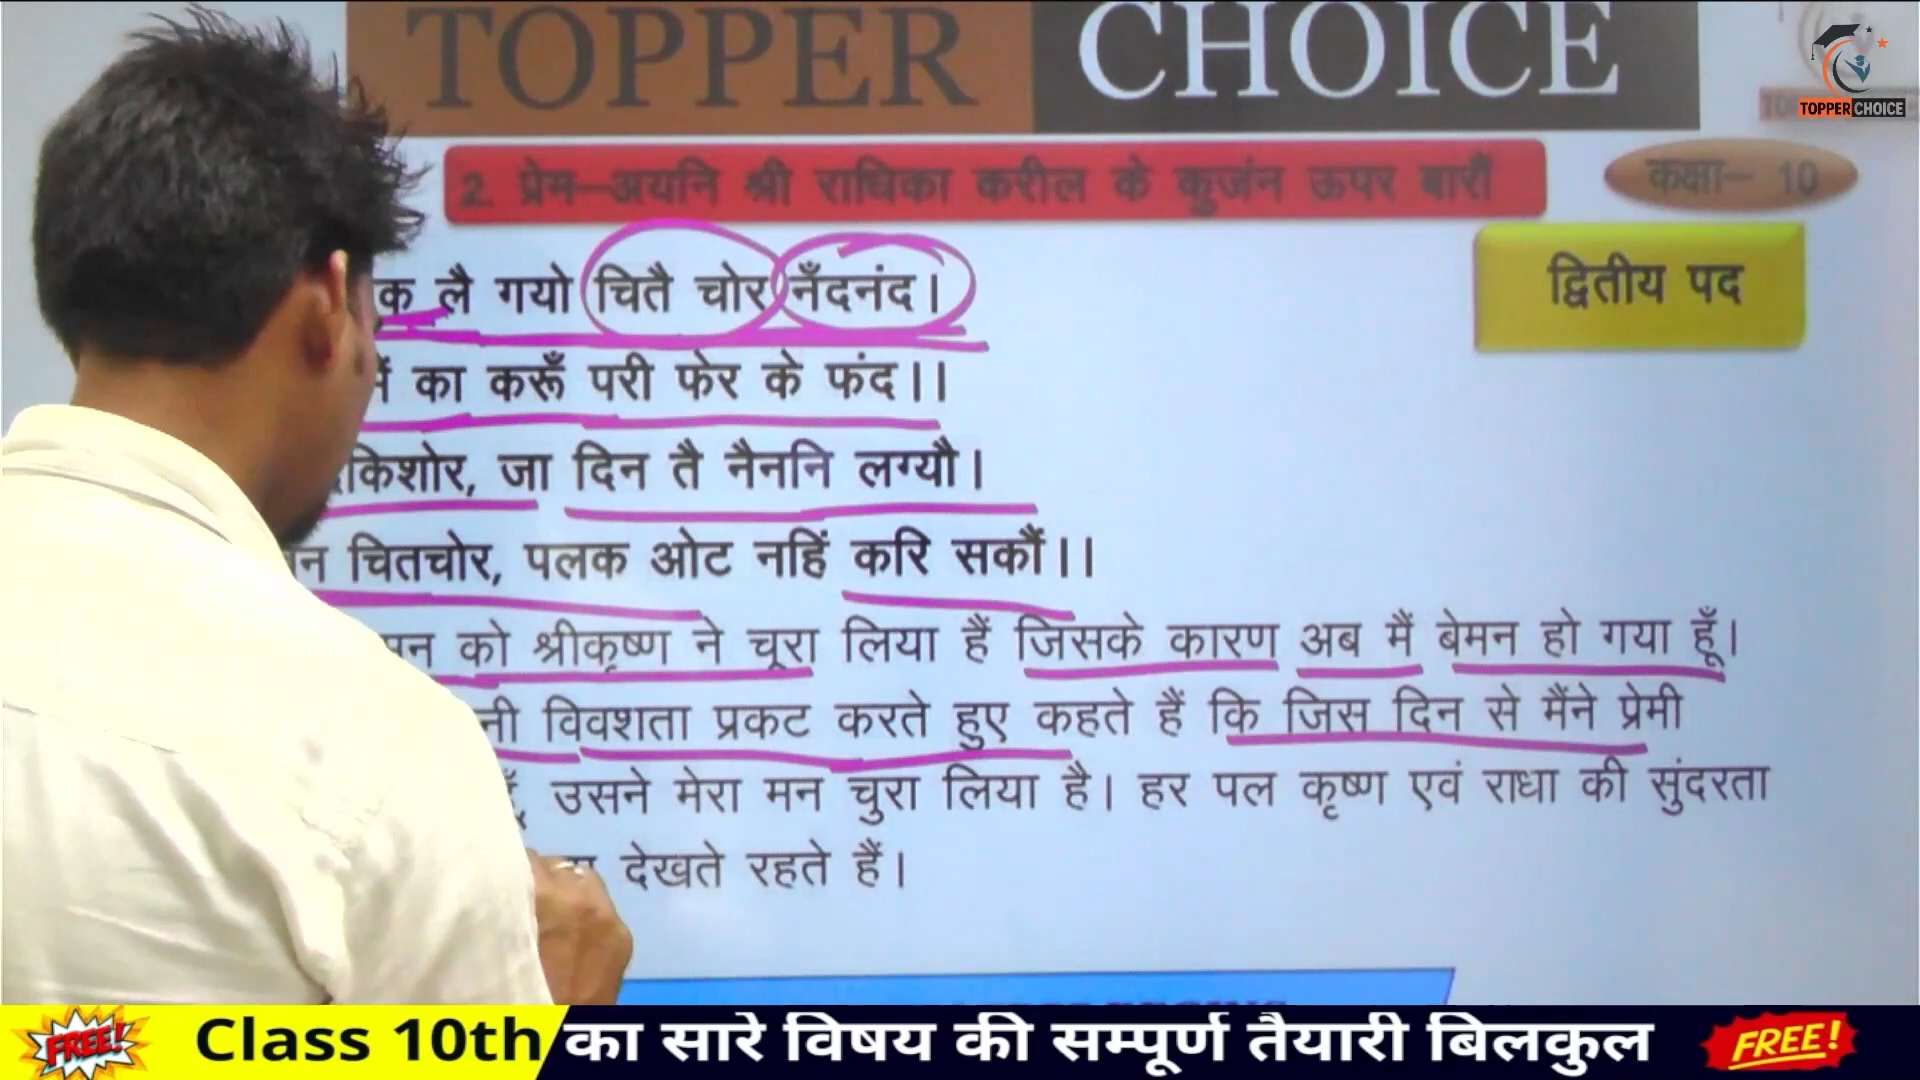 TOPPER CHOICE
TOPPER CHOICE
2. प्रेम–अयनि श्री राधिका करील के कुजंन ऊपर बारौं
कक्षा– 10
द्वितीय पद
लै गयो चितै चोर नँदनंद।
का करूँ परी फेर के फंद।।
किशोर, जा दिन तै नैननि लग्यौ।
चितचोर, पलक ओट नहिं करि सकौं।।
को श्रीकृष्ण ने चूरा लिया हैं जिसके कारण अब मैं बेमन हो गया हूँ।
विवशता प्रकट करते हुए कहते हैं कि जिस दिन से मैंने प्रेमी
उसने मेरा मन चुरा लिया है। हर पल कृष्ण एवं राधा की सुंदरता
देखते रहते हैं।
FREE! Class 10th का सारे विषय की सम्पूर्ण तैयारी बिलकुल FREE!